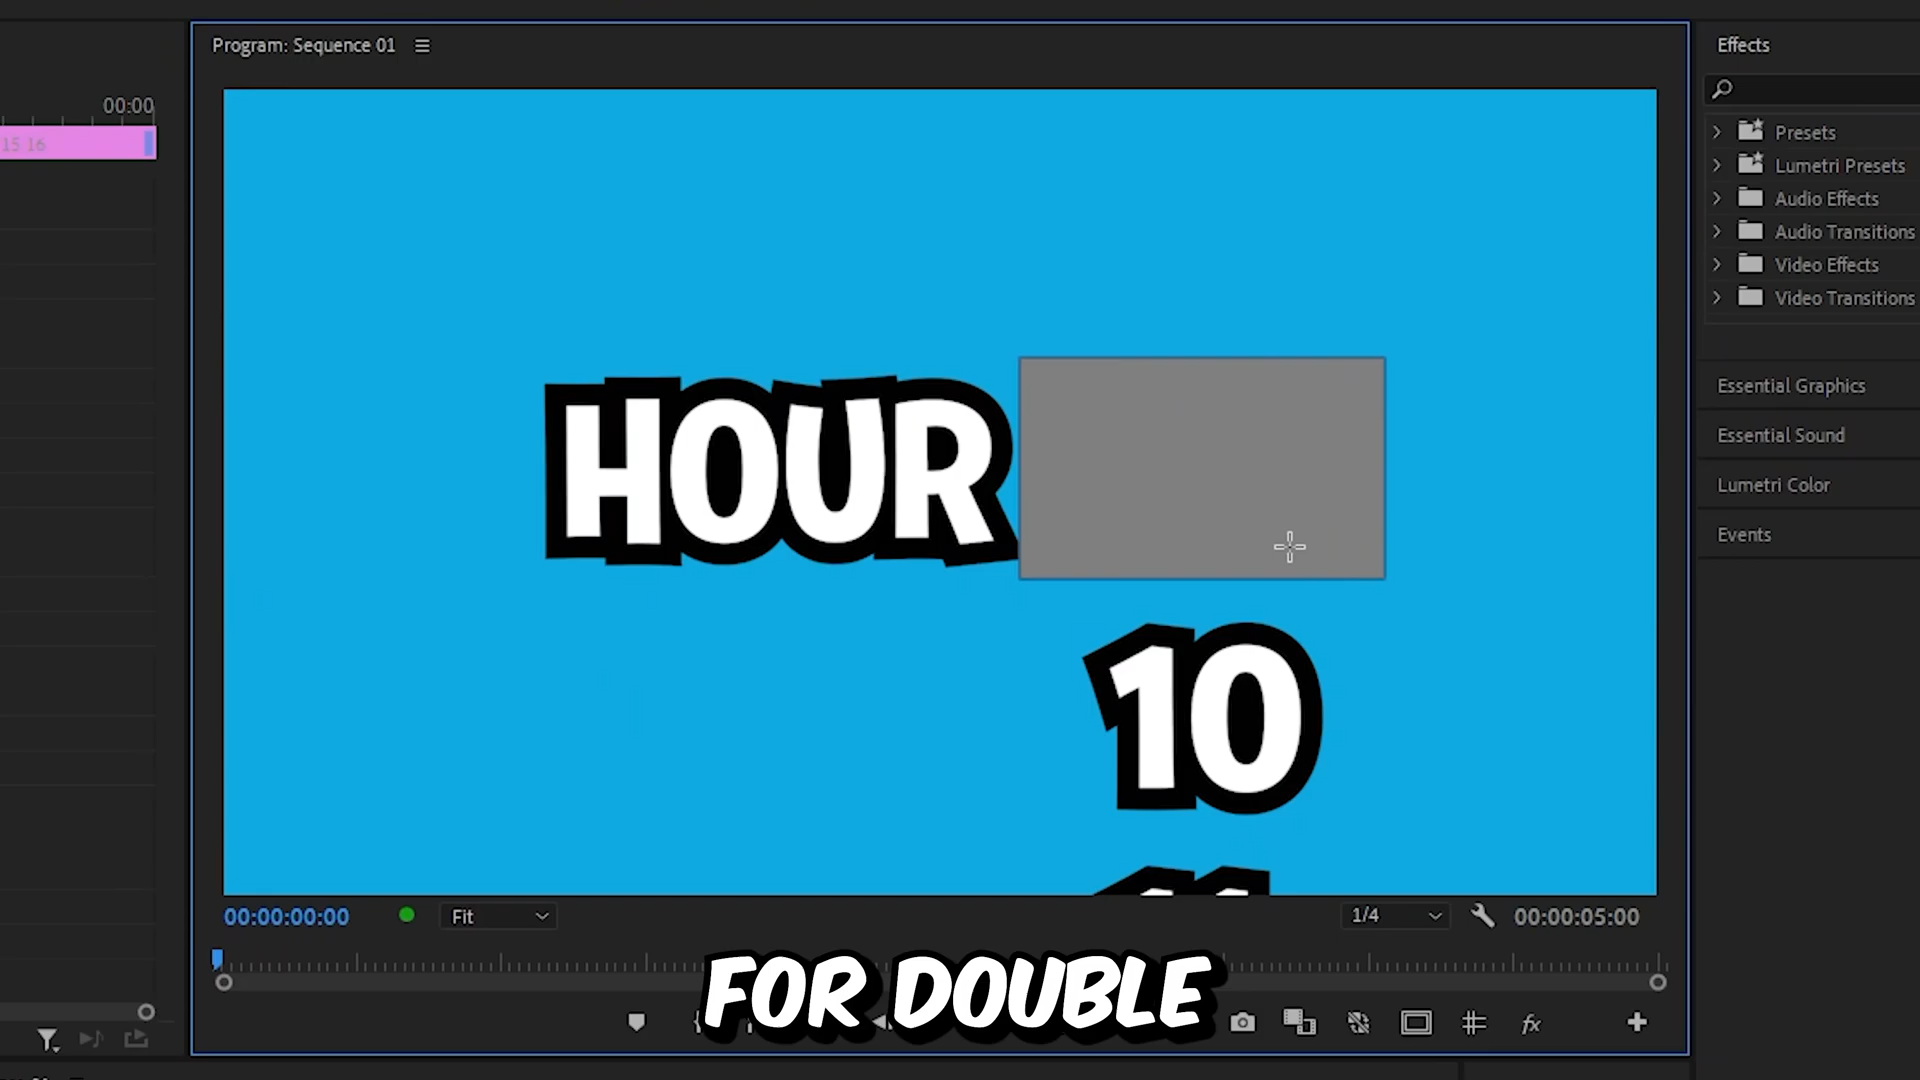 Program: Sequence 01
Effects
00:00
15 16
Presets
Lumetri Presets
Audio Effects
Audio Transitions
Video Effects
Video Transitions
HOUR
10
Essential Graphics
Essential Sound
Lumetri Color
Events
00:00:00:00
Fit
1/4
00:00:05:00
FOR DOUBLE
fx